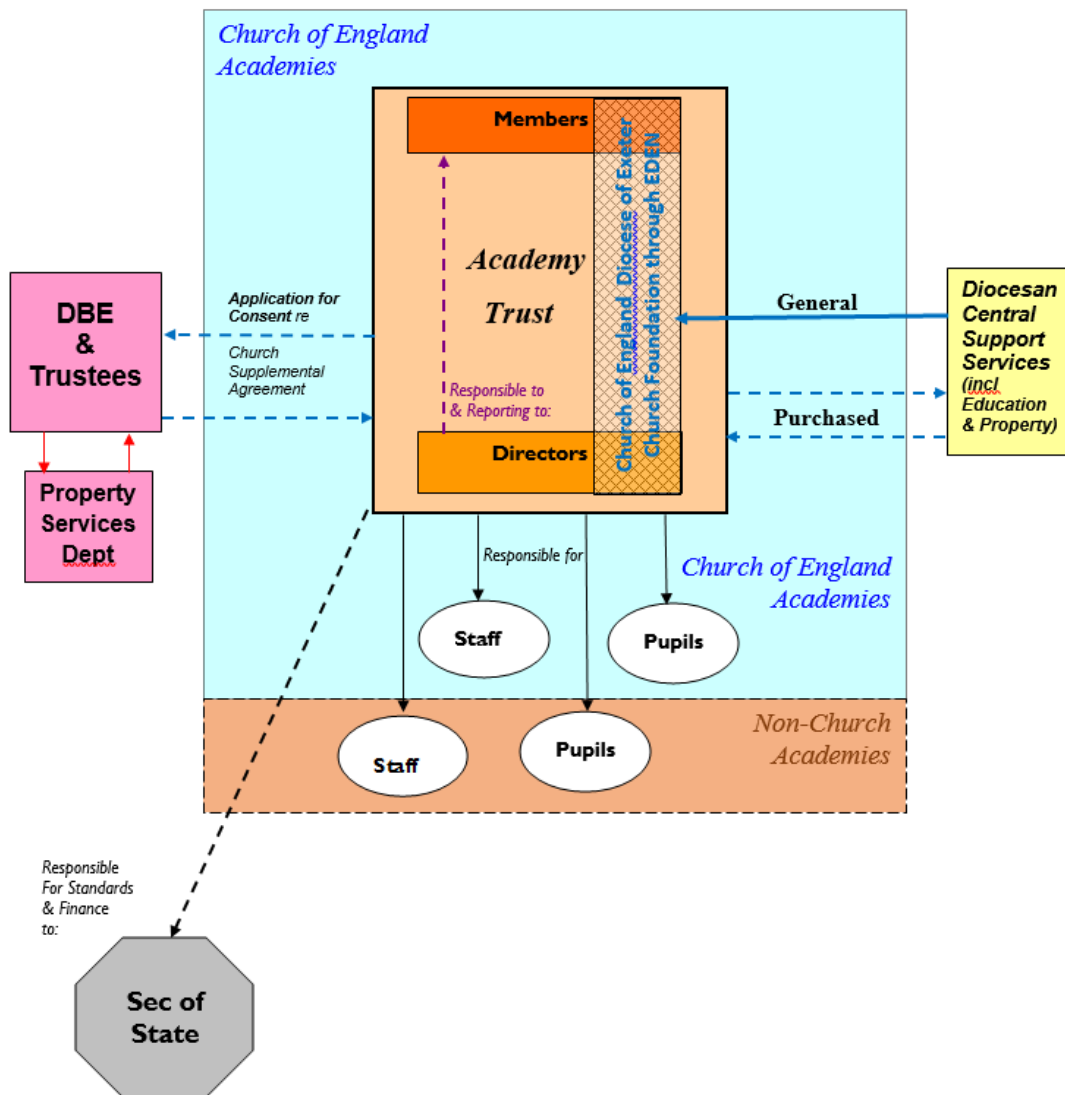 Church of England
Academies
Members
Church of England Diocese of Exeter
Church Foundation through EDEN
Academy
Trust
Responsible to
& Reporting to:
Directors
DBE
&
Trustees
Application for
Consent re
Church
Supplemental
Agreement
General
Purchased
Diocesan
Central
Support
Services
(incl
Education
& Property)
Property
Services
Dept
Responsible for
Church of England
Academies
Staff
Pupils
Non-Church
Academies
Staff
Pupils
Responsible
For Standards
& Finance
to:
Sec of
State